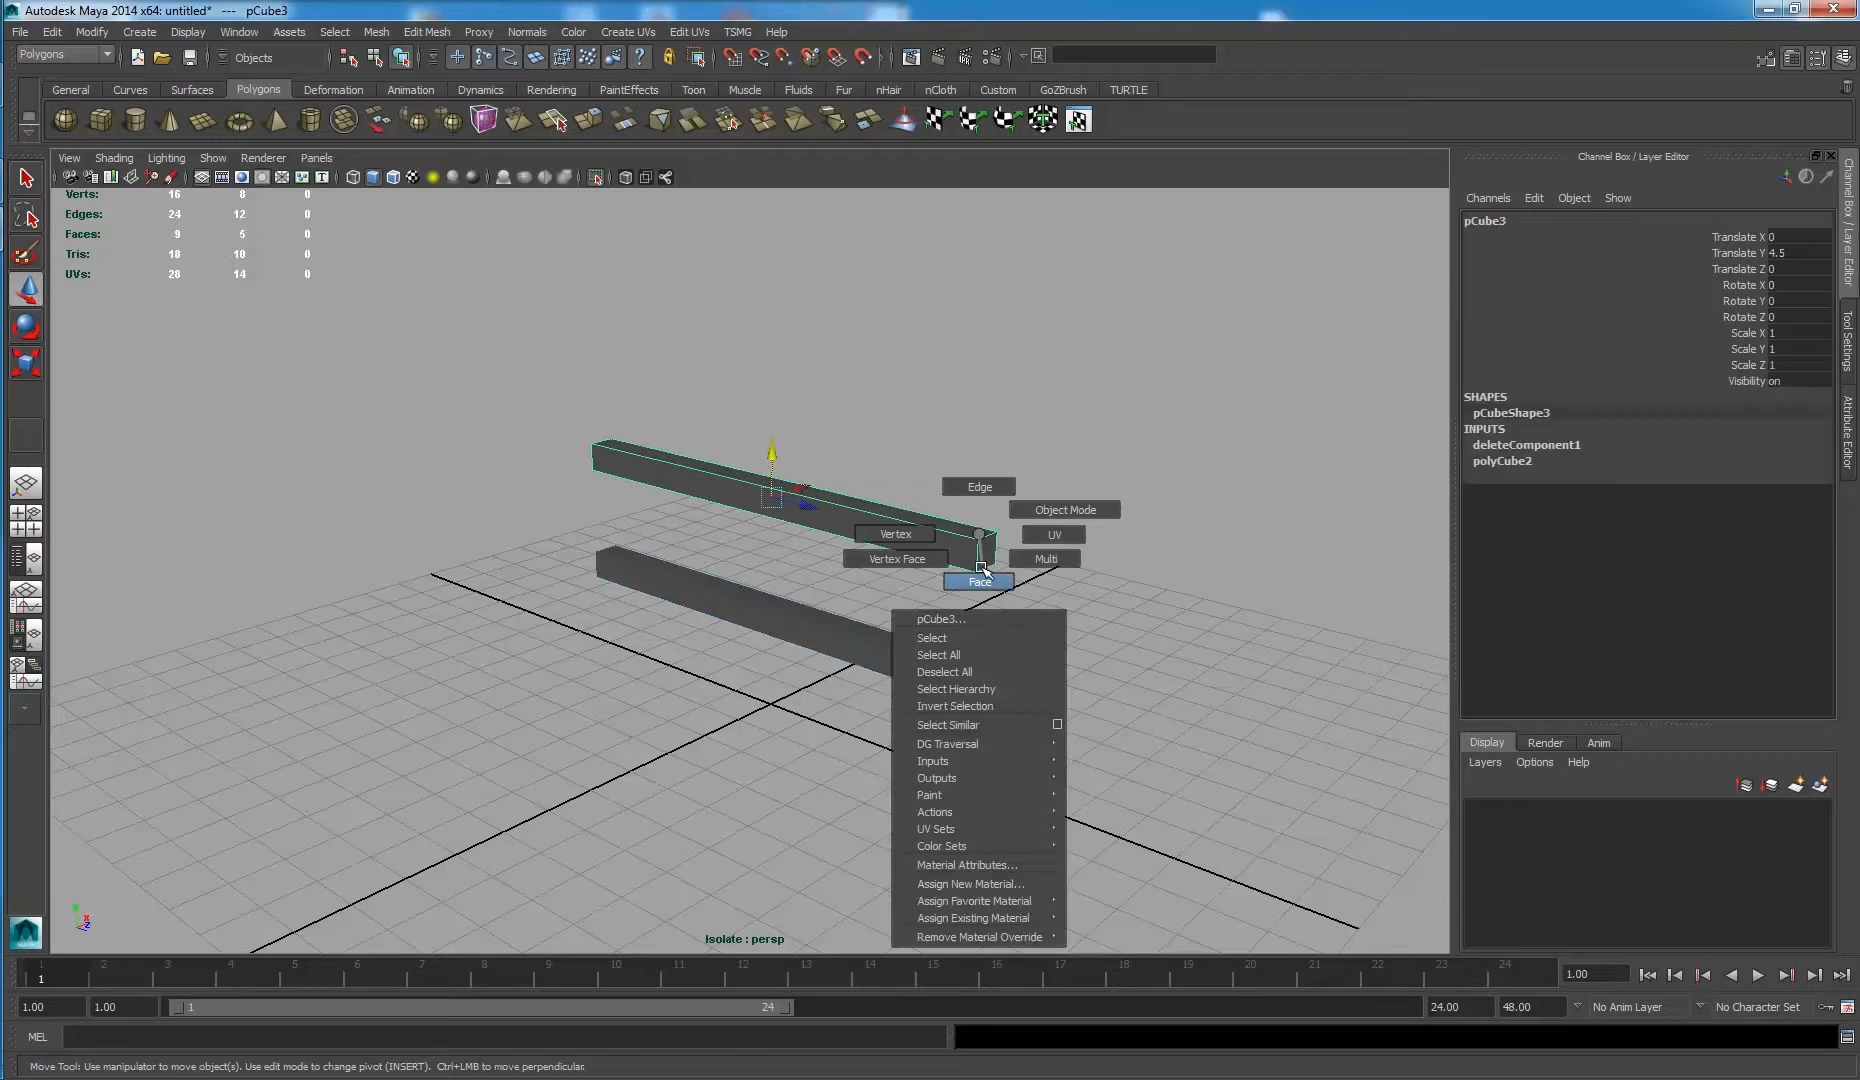 Autodesk Maya 2014 x64: untitled* --- pCube3
File Edit Modify Create Display Window Assets Select Mesh Edit Mesh Proxy Normals Color Create UVs Edit UVs TSMG Help
Polygons Objects
General Curves Surfaces Polygons Deformation Animation Dynamics Rendering PaintEffects Toon Muscle Fluids Fur nHair nCloth Custom GoZBrush TURTLE
View Shading Lighting Show Renderer Panels
Verts: 16 8 0
Edges: 24 12 0
Faces: 9 5 0
Tris: 18 10 0
UVs: 28 14 0
Edge
Object Mode
Vertex
UV
Vertex Face
Multi
Face
pCube3...
Select
Select All
Deselect All
Select Hierarchy
Invert Selection
Select Similar
DG Traversal
Inputs
Outputs
Paint
Actions
UV Sets
Color Sets
Material Attributes...
Assign New Material...
Assign Favorite Material
Assign Existing Material
Remove Material Override
Isolate : persp
Channel Box / Layer Editor
Channels Edit Object Show
pCube3
Translate X 0
Translate Y 4.5
Translate Z 0
Rotate X 0
Rotate Y 0
Rotate Z 0
Scale X 1
Scale Y 1
Scale Z 1
Visibility on
SHAPES
pCubeShape3
INPUTS
deleteComponent1
polyCube2
Display Render Anim
Layers Options Help
Channel Box / Layer Editor
Tool Settings
Attribute Editor
1 2 3 4 5 6 7 8 9 10 11 12 13 14 15 16 17 18 19 20 21 22 23 24
1
1.00
1.00 1.00 1 24 24.00 48.00 No Anim Layer No Character Set
MEL
Move Tool: Use manipulator to move object(s). Use edit mode to change pivot (INSERT). Ctrl+LMB to move perpendicular.